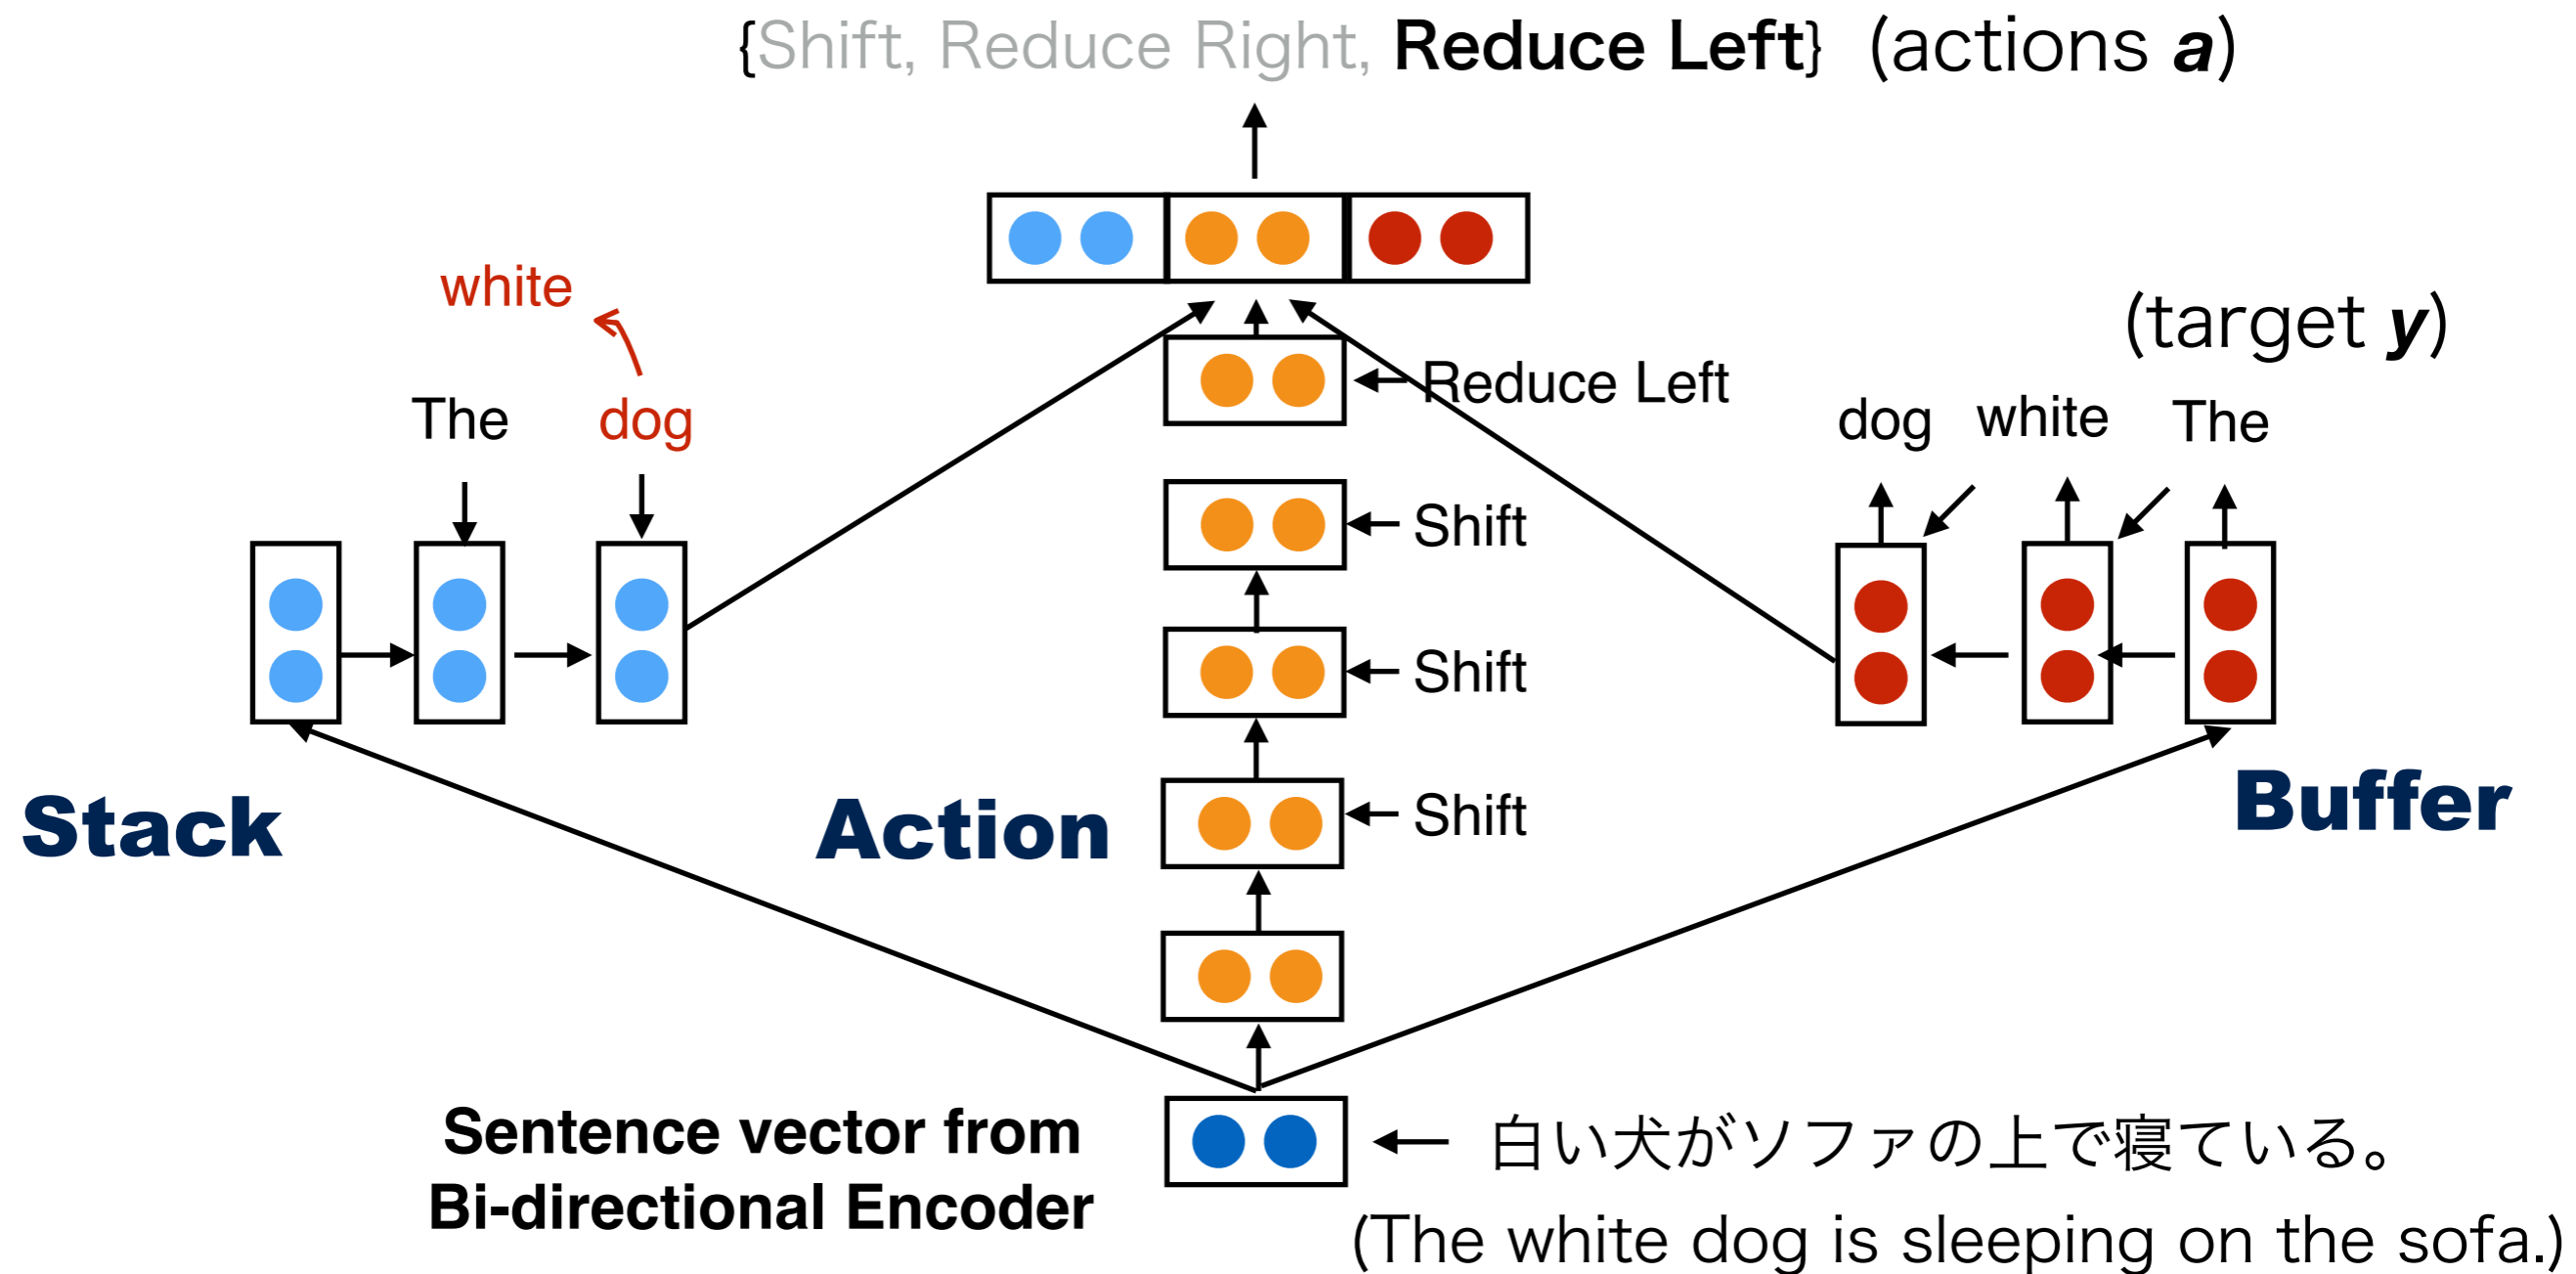 {Shift, Reduce Right, Reduce Left} (actions a)
white
(target y)
The dog
Reduce Left
dog white The
Shift
Shift
Shift
Stack
Action
Buffer
Sentence vector from
Bi-directional Encoder
白い犬がソファの上で寝ている。
(The white dog is sleeping on the sofa.)